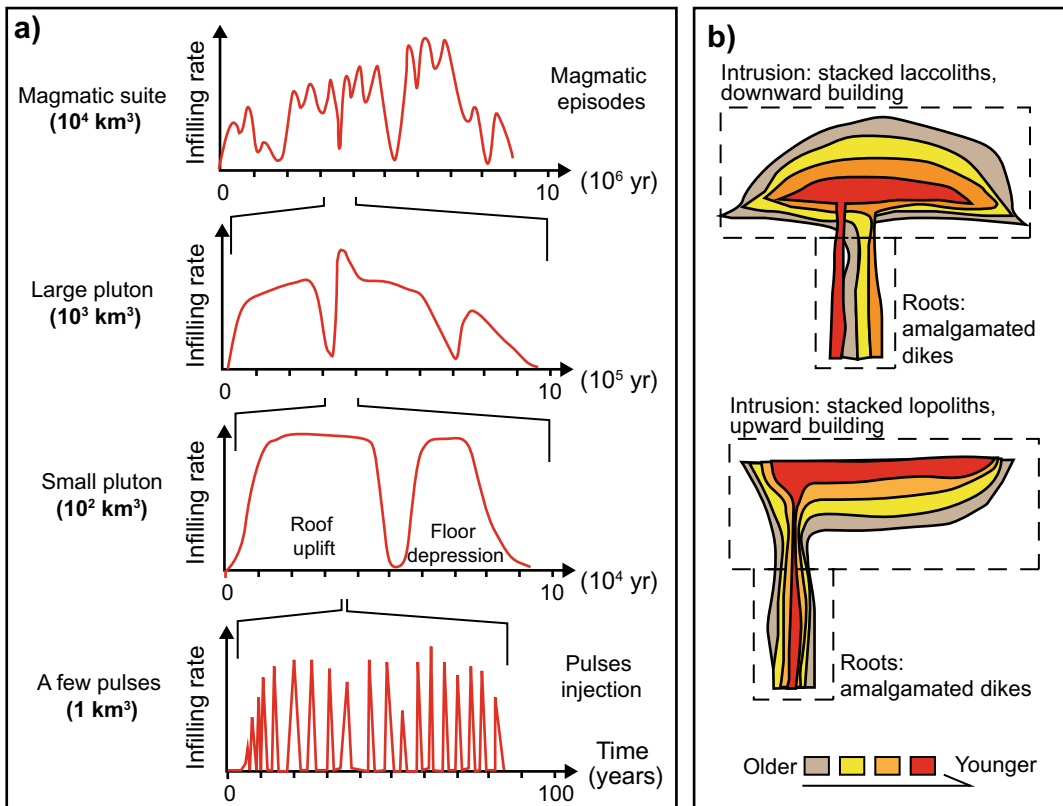 a)
Magmatic suite
(10⁴ km³)
Infilling rate
Magmatic
episodes
0
10
(10⁶ yr)
Large pluton
(10³ km³)
Infilling rate
0
10
(10⁵ yr)
Small pluton
(10² km³)
Infilling rate
Roof
uplift
Floor
depression
0
10
(10⁴ yr)
A few pulses
(1 km³)
Infilling rate
Pulses
injection
Time
(years)
0
100
b)
Intrusion: stacked laccoliths,
downward building
Roots:
amalgamated
dikes
Intrusion: stacked lopoliths,
upward building
Roots:
amalgamated dikes
Older
Younger